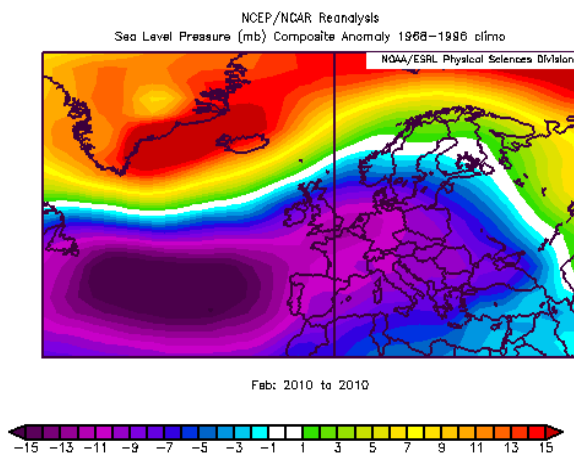 NCEP/NCAR Reanalysis
Sea Level Pressure (mb) Composite Anomaly 1968-1996 climo
NOAA/ESRL Physical Sciences Division
Feb: 2010 to 2010
-15 -13 -11 -9 -7 -5 -3 -1 1 3 5 7 9 11 13 15